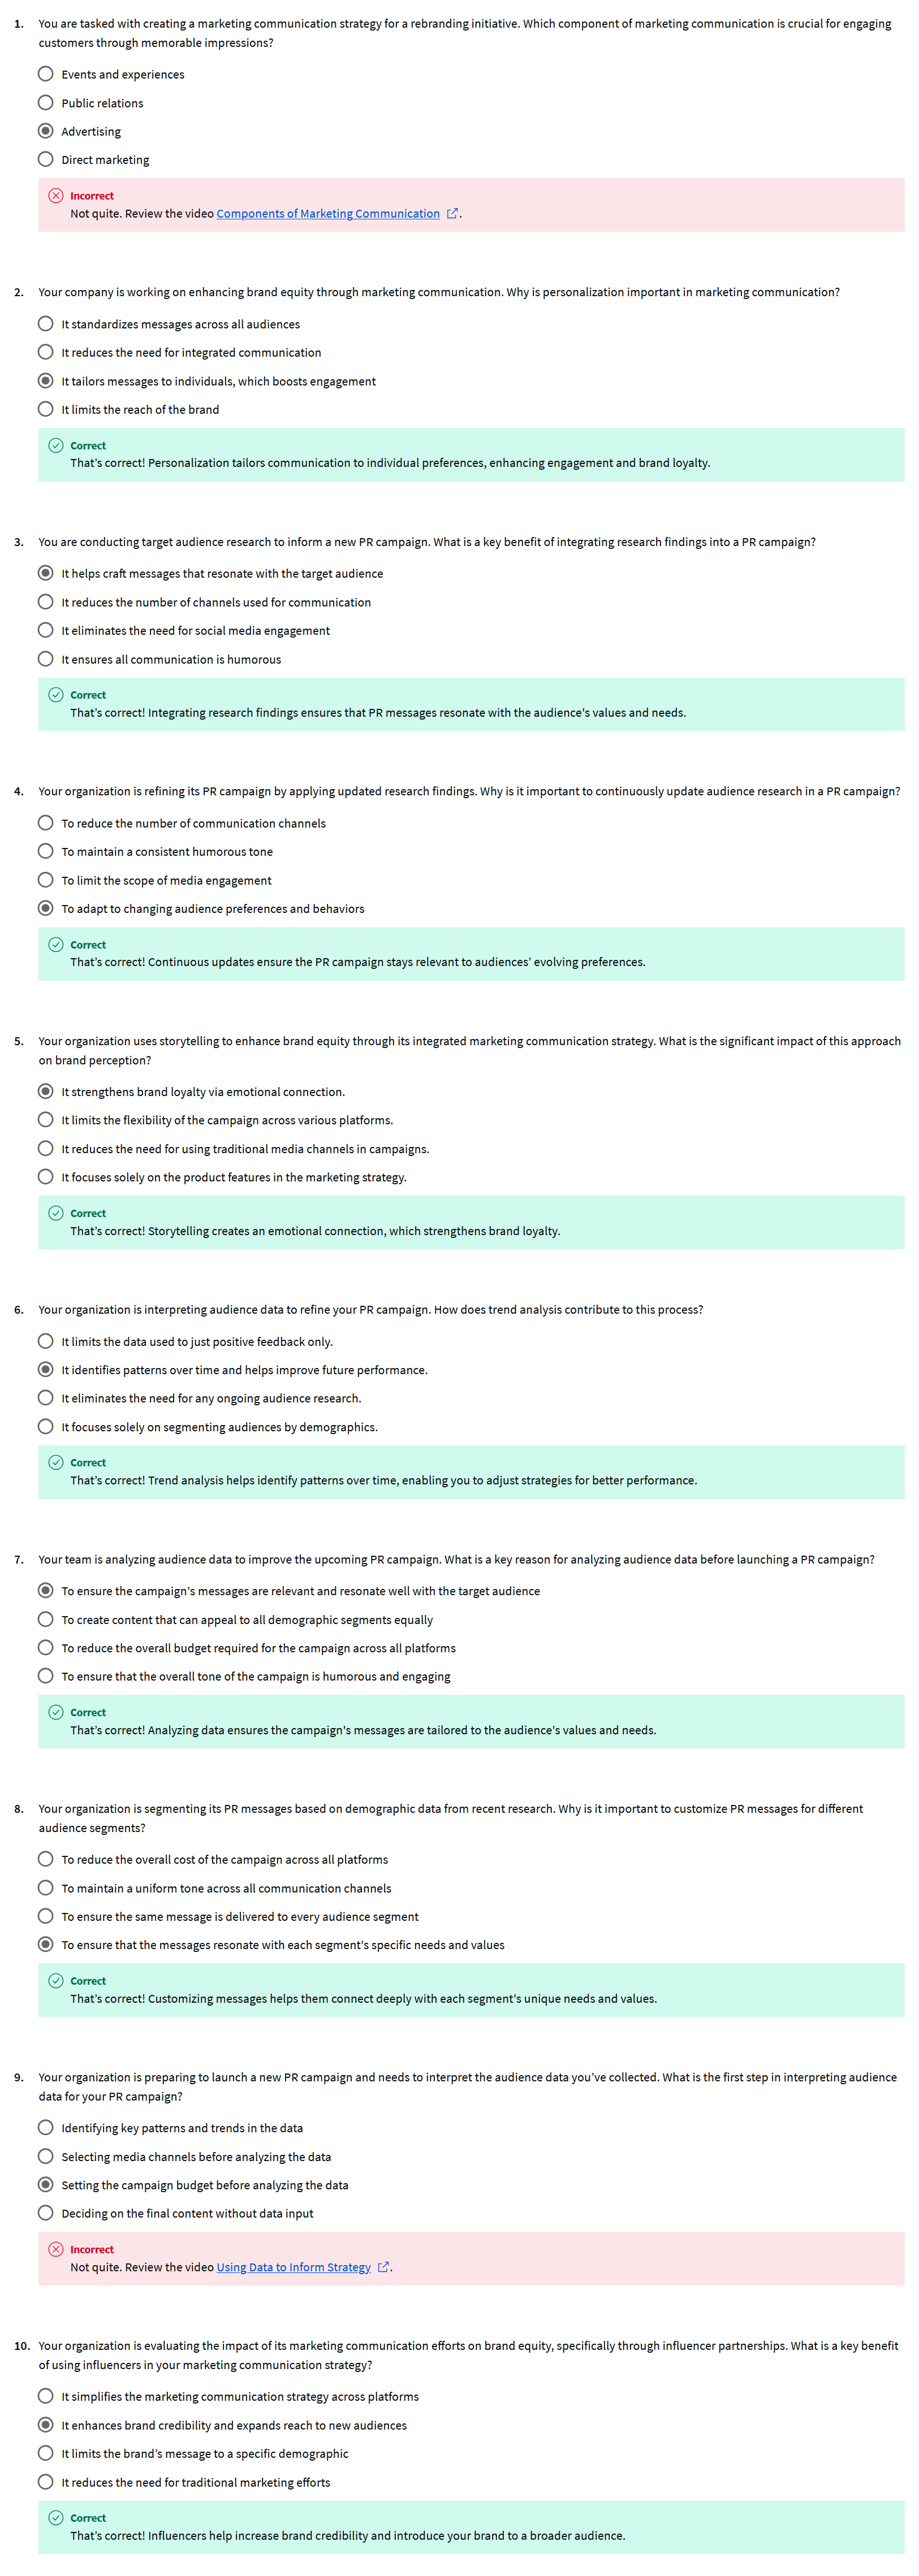 1. You are tasked with creating a marketing communication strategy for a rebranding initiative. Which component of marketing communication is crucial for engaging
customers through memorable impressions?
Events and experiences
Public relations
Advertising
Direct marketing
Incorrect
Not quite. Review the video Components of Marketing Communication.
2. Your company is working on enhancing brand equity through marketing communication. Why is personalization important in marketing communication?
It standardizes messages across all audiences
It reduces the need for integrated communication
It tailors messages to individuals, which boosts engagement
It limits the reach of the brand
Correct
That's correct! Personalization tailors communication to individual preferences, enhancing engagement and brand loyalty.
3. You are conducting target audience research to inform a new PR campaign. What is a key benefit of integrating research findings into a PR campaign?
It helps craft messages that resonate with the target audience
It reduces the number of channels used for communication
It eliminates the need for social media engagement
It ensures all communication is humorous
Correct
That's correct! Integrating research findings ensures that PR messages resonate with the audience's values and needs.
4. Your organization is refining its PR campaign by applying updated research findings. Why is it important to continuously update audience research in a PR campaign?
To reduce the number of communication channels
To maintain a consistent humorous tone
To limit the scope of media engagement
To adapt to changing audience preferences and behaviors
Correct
That's correct! Continuous updates ensure the PR campaign stays relevant to audiences' evolving preferences.
5. Your organization uses storytelling to enhance brand equity through its integrated marketing communication strategy. What is the significant impact of this approach
on brand perception?
It strengthens brand loyalty via emotional connection.
It limits the flexibility of the campaign across various platforms.
It reduces the need for using traditional media channels in campaigns.
It focuses solely on the product features in the marketing strategy.
Correct
That's correct! Storytelling creates an emotional connection, which strengthens brand loyalty.
6. Your organization is interpreting audience data to refine your PR campaign. How does trend analysis contribute to this process?
It limits the data used to just positive feedback only.
It identifies patterns over time and helps improve future performance.
It eliminates the need for any ongoing audience research.
It focuses solely on segmenting audiences by demographics.
Correct
That's correct! Trend analysis helps identify patterns over time, enabling you to adjust strategies for better performance.
7. Your team is analyzing audience data to improve the upcoming PR campaign. What is a key reason for analyzing audience data before launching a PR campaign?
To ensure the campaign's messages are relevant and resonate well with the target audience
To create content that can appeal to all demographic segments equally
To reduce the overall budget required for the campaign across all platforms
To ensure that the overall tone of the campaign is humorous and engaging
Correct
That's correct! Analyzing data ensures the campaign's messages are tailored to the audience's values and needs.
8. Your organization is segmenting its PR messages based on demographic data from recent research. Why is it important to customize PR messages for different
audience segments?
To reduce the overall cost of the campaign across all platforms
To maintain a uniform tone across all communication channels
To ensure the same message is delivered to every audience segment
To ensure that the messages resonate with each segment's specific needs and values
Correct
That's correct! Customizing messages helps them connect deeply with each segment's unique needs and values.
9. Your organization is preparing to launch a new PR campaign and needs to interpret the audience data you've collected. What is the first step in interpreting audience
data for your PR campaign?
Identifying key patterns and trends in the data
Selecting media channels before analyzing the data
Setting the campaign budget before analyzing the data
Deciding on the final content without data input
Incorrect
Not quite. Review the video Using Data to Inform Strategy.
10. Your organization is evaluating the impact of its marketing communication efforts on brand equity, specifically through influencer partnerships. What is a key benefit
of using influencers in your marketing communication strategy?
It simplifies the marketing communication strategy across platforms
It enhances brand credibility and expands reach to new audiences
It limits the brand's message to a specific demographic
It reduces the need for traditional marketing efforts
Correct
That's correct! Influencers help increase brand credibility and introduce your brand to a broader audience.